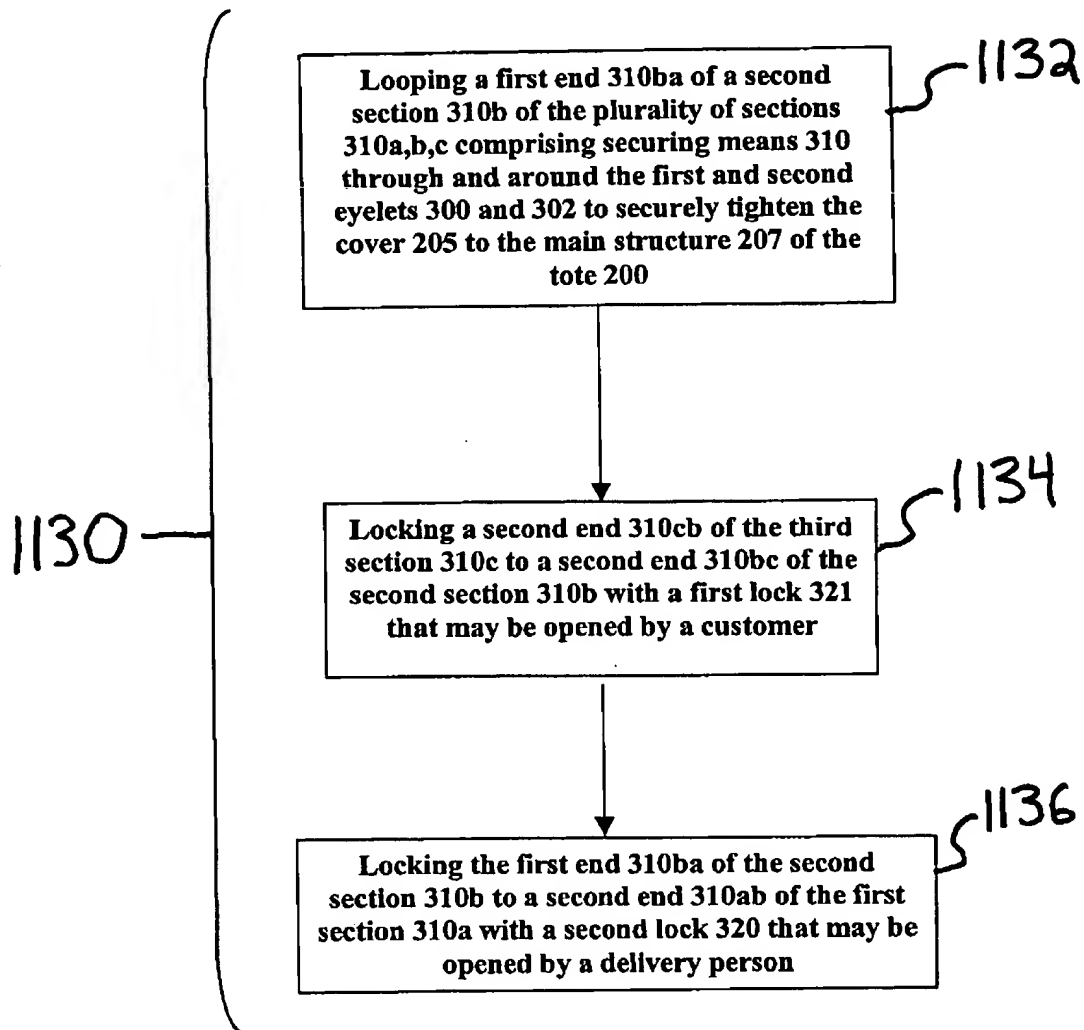 Looping a first end 310ba of a second
section 310b of the plurality of sections
310a,b,c comprising securing means 310
through and around the first and second
eyelets 300 and 302 to securely tighten the
cover 205 to the main structure 207 of the
tote 200
1132
1130
Locking a second end 310cb of the third
section 310c to a second end 310bc of the
second section 310b with a first lock 321
that may be opened by a customer
1134
Locking the first end 310ba of the second
section 310b to a second end 310ab of the
first section 310a with a second lock 320 that may be
opened by a delivery person
1136